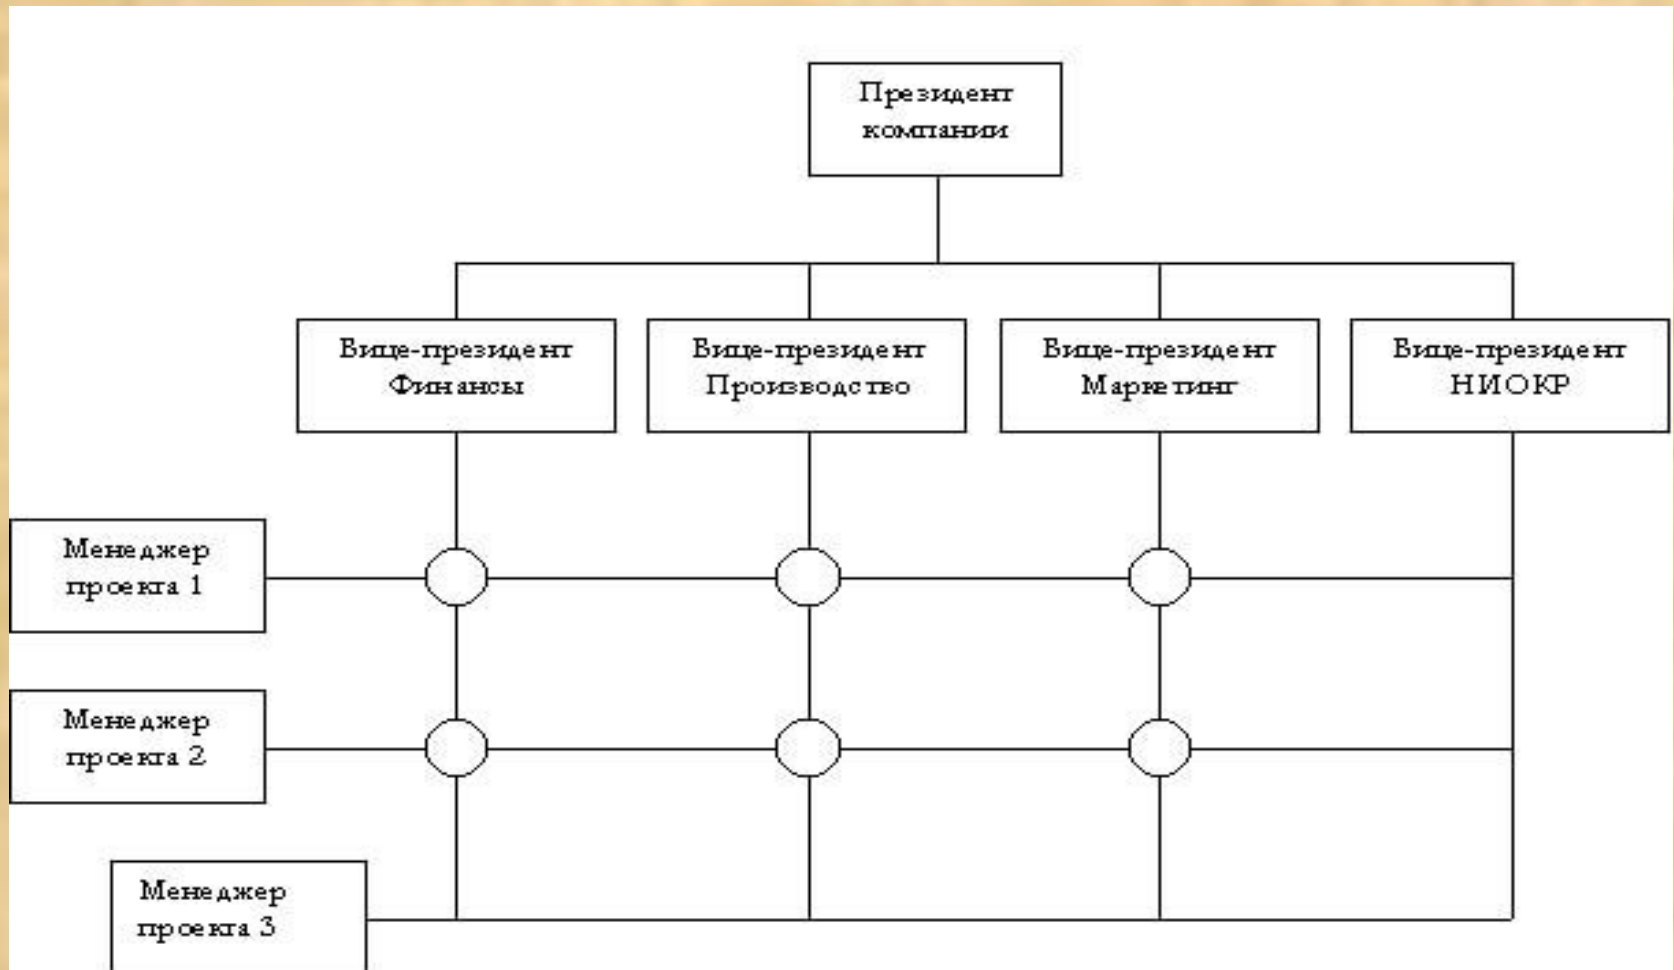 Президент
компании
Вице-президент
Финансы
Вице-президент
Производство
Вице-президент
Маркетинг
Вице-президент
НИОКР
Менеджер
проекта 1
Менеджер
проекта 2
Менеджер
проекта 3